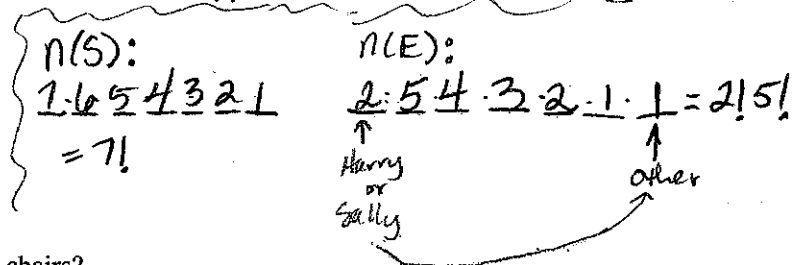 n(S):
7·6 5 4 3 2 1
= 7!
n(E):
2·5·4·3·2·1·1 = 2!5!
Harry
or
Sally
other
chairs?